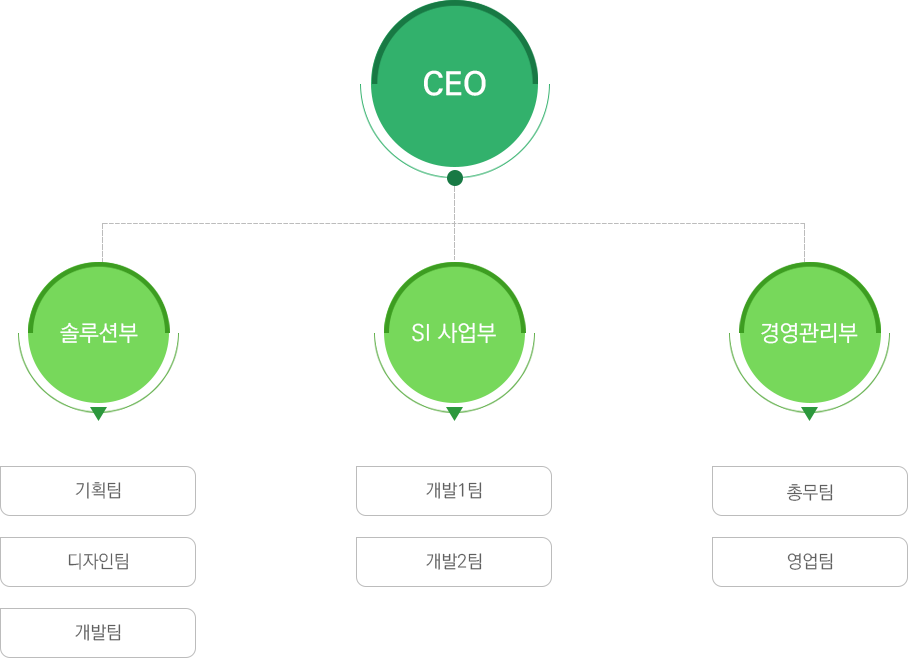 CEO
솔루션부
SI 사업부
경영관리부
기획팀
개발1팀
총무팀
디자인팀
개발2팀
영업팀
개발팀